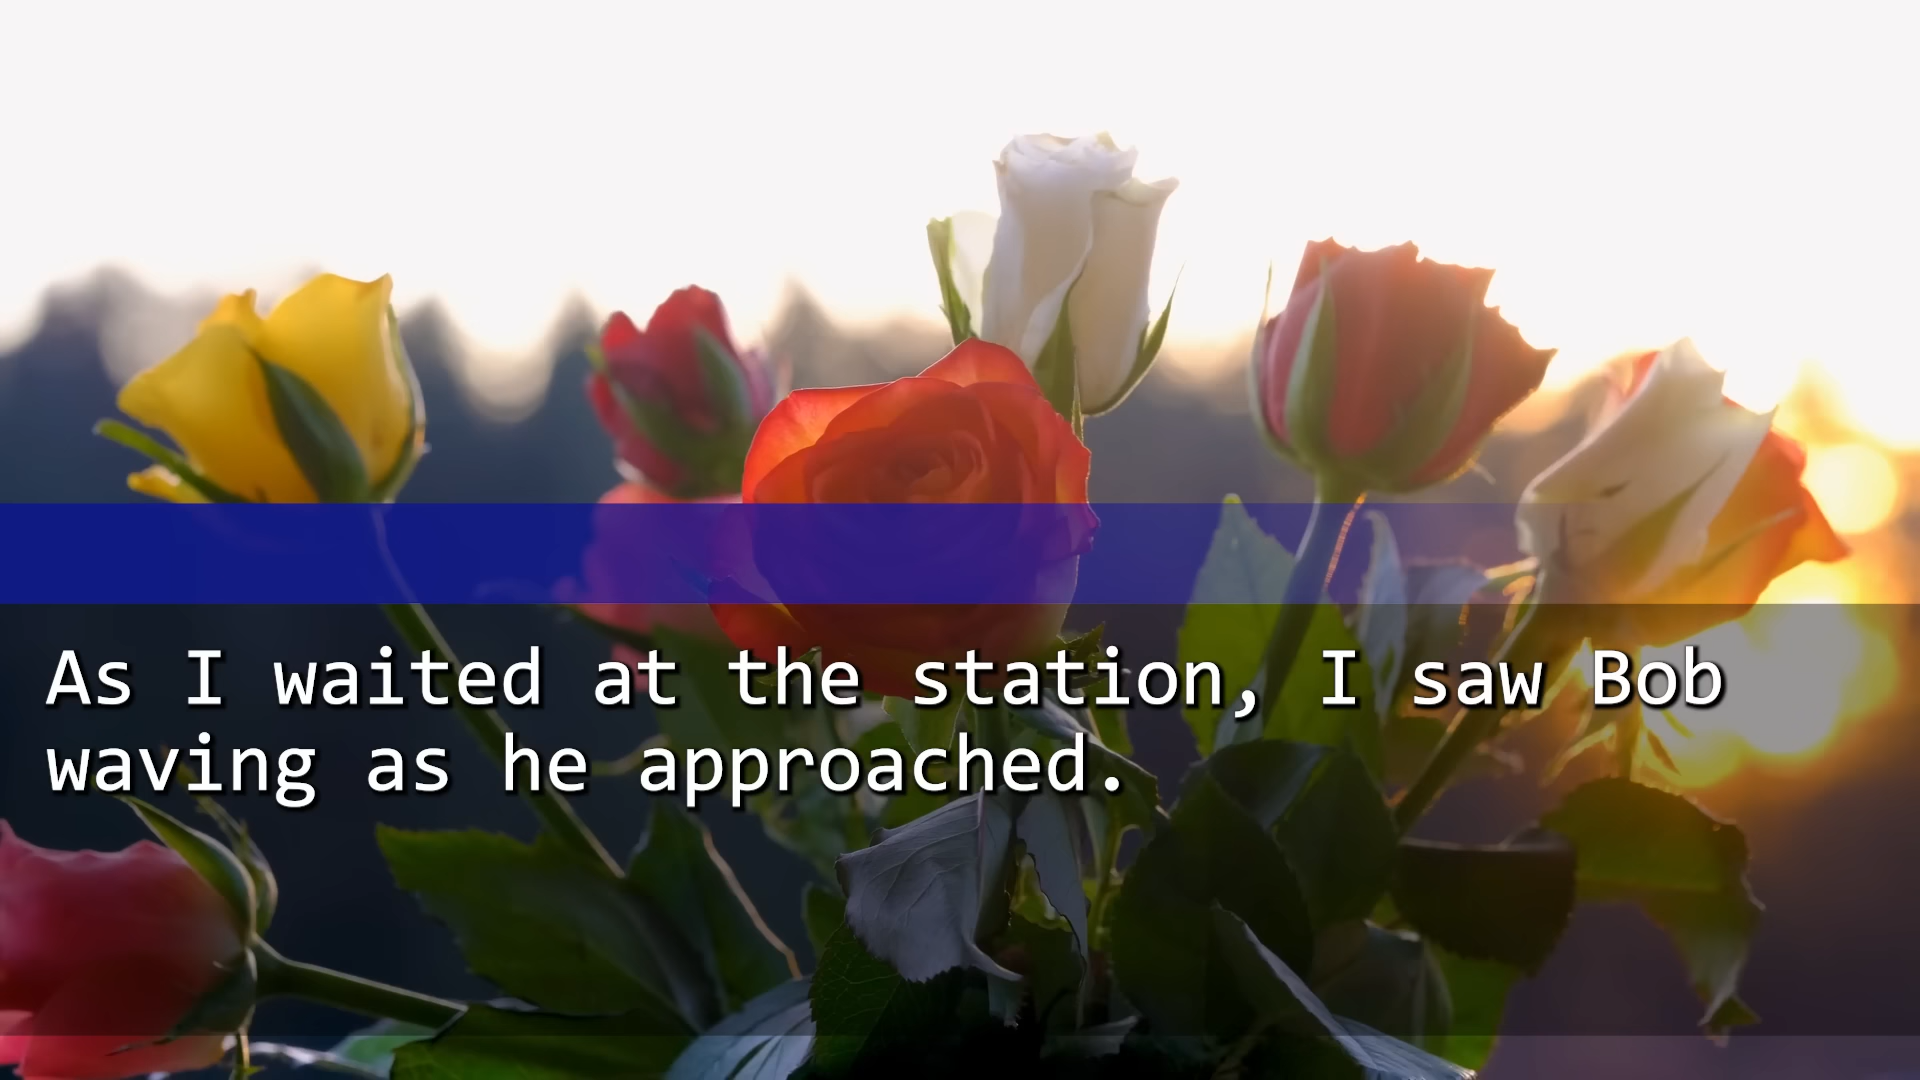 As I waited at the station, I saw Bob
waving as he approached.